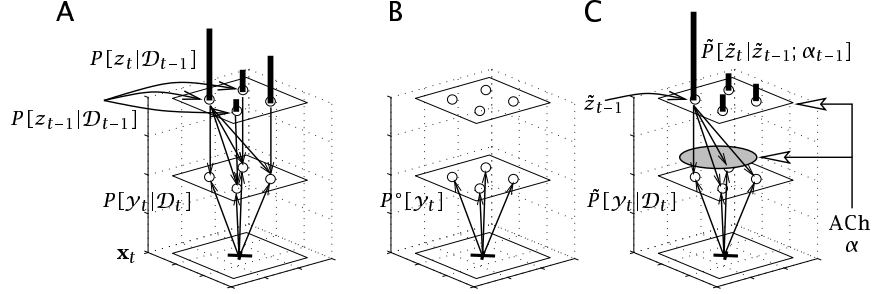 A
B
C
P[z_t|𝒟_{t−1}]
P̃[z̃_t|z̃_{t−1}; α_{t−1}]
z̃_{t−1}
P[z_{t−1}|𝒟_{t−1}]
P[y_t|𝒟_t]
P°[y_t]
P̃[y_t|𝒟_t]
ACh
α
x_t